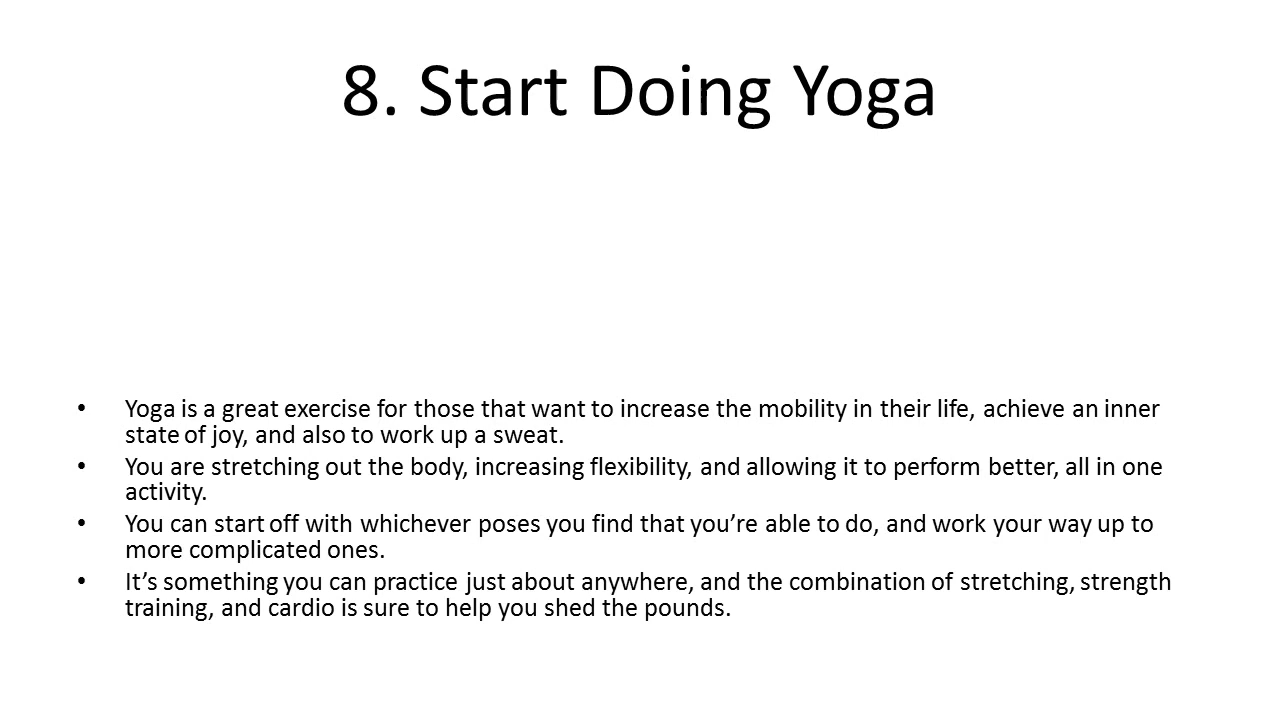 8. Start Doing Yoga
• Yoga is a great exercise for those that want to increase the mobility in their life, achieve an inner
state of joy, and also to work up a sweat.
• You are stretching out the body, increasing flexibility, and allowing it to perform better, all in one
activity.
• You can start off with whichever poses you find that you’re able to do, and work your way up to
more complicated ones.
• It’s something you can practice just about anywhere, and the combination of stretching, strength
training, and cardio is sure to help you shed the pounds.